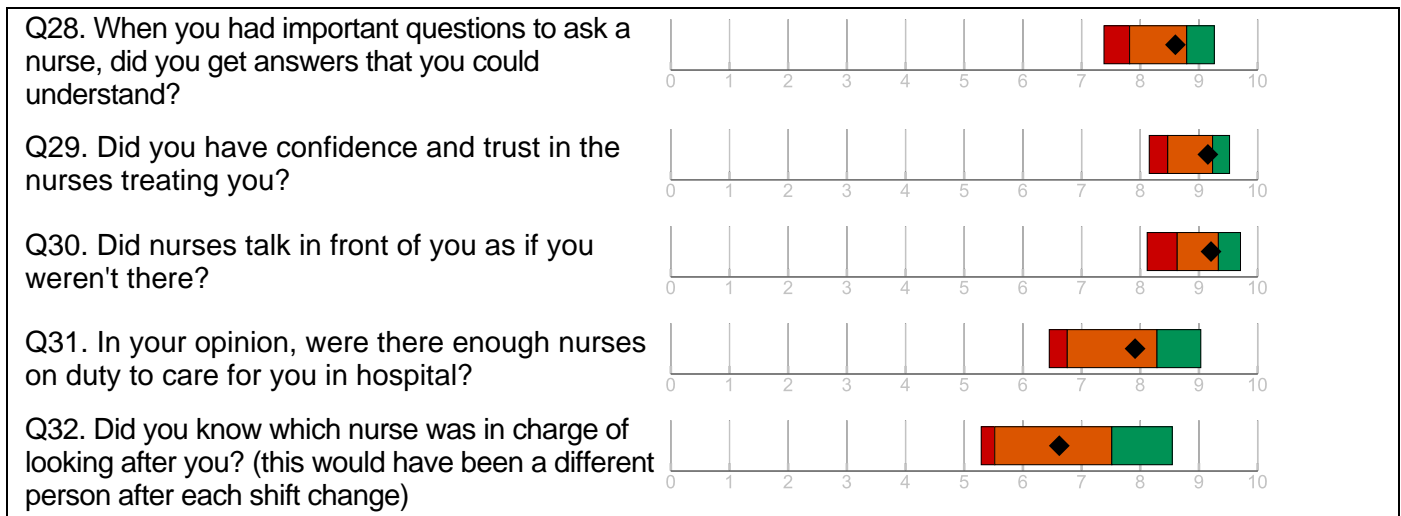 Q28. When you had important questions to ask a
nurse, did you get answers that you could
understand?
0 1 2 3 4 5 6 7 8 9 10
Q29. Did you have confidence and trust in the
nurses treating you?
0 1 2 3 4 5 6 7 8 9 10
Q30. Did nurses talk in front of you as if you
weren't there?
0 1 2 3 4 5 6 7 8 9 10
Q31. In your opinion, were there enough nurses
on duty to care for you in hospital?
0 1 2 3 4 5 6 7 8 9 10
Q32. Did you know which nurse was in charge of
looking after you? (this would have been a different
person after each shift change)
0 1 2 3 4 5 6 7 8 9 10